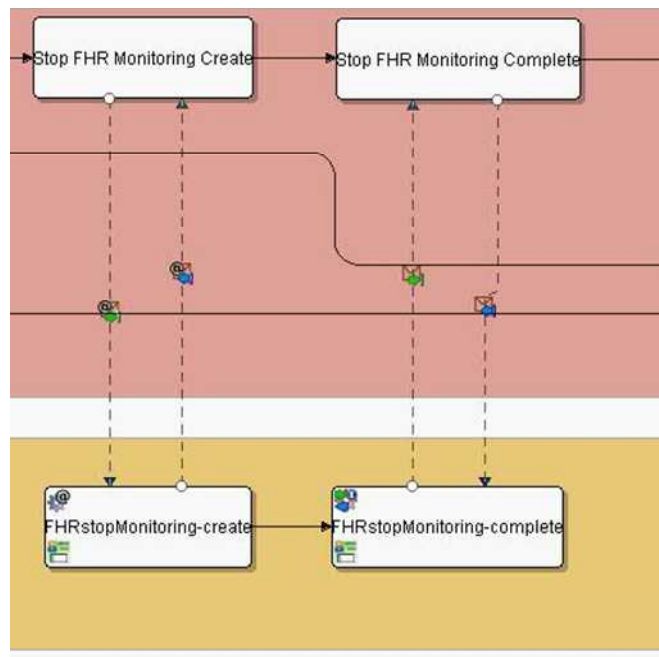 Stop FHR Monitoring Create
Stop FHR Monitoring Complete
FHRstopMonitoring-create
FHRstopMonitoring-complete